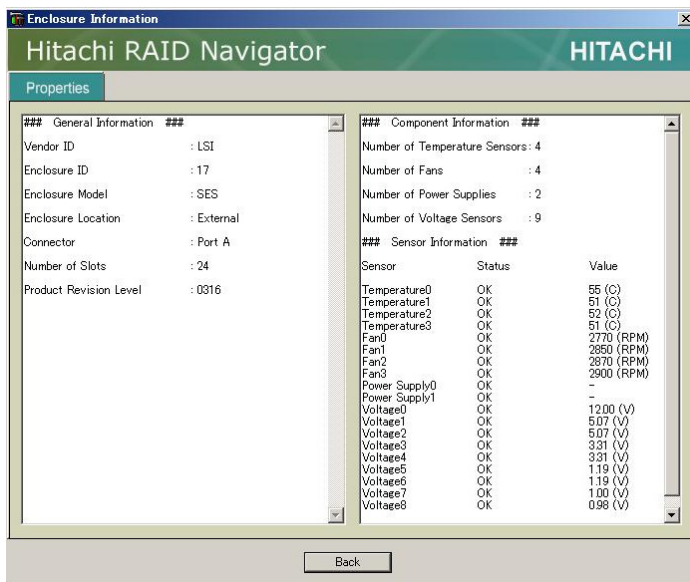 Enclosure Information
Hitachi RAID Navigator
HITACHI
Properties
### General Information ###
Vendor ID : LSI
Enclosure ID : 17
Enclosure Model : SES
Enclosure Location : External
Connector : Port A
Number of Slots : 24
Product Revision Level : 0316
### Component Information ###
Number of Temperature Sensors: 4
Number of Fans : 4
Number of Power Supplies : 2
Number of Voltage Sensors : 9
### Sensor Information ###
Sensor Status Value
Temperature0 OK 55 (C)
Temperature1 OK 51 (C)
Temperature2 OK 52 (C)
Temperature3 OK 51 (C)
Fan0 OK 2770 (RPM)
Fan1 OK 2850 (RPM)
Fan2 OK 2870 (RPM)
Fan3 OK 2900 (RPM)
Power Supply0 OK -
Power Supply1 OK -
Voltage0 OK 12.00 (V)
Voltage1 OK 5.07 (V)
Voltage2 OK 5.07 (V)
Voltage3 OK 3.31 (V)
Voltage4 OK 3.31 (V)
Voltage5 OK 1.19 (V)
Voltage6 OK 1.19 (V)
Voltage7 OK 1.00 (V)
Voltage8 OK 0.98 (V)
Back